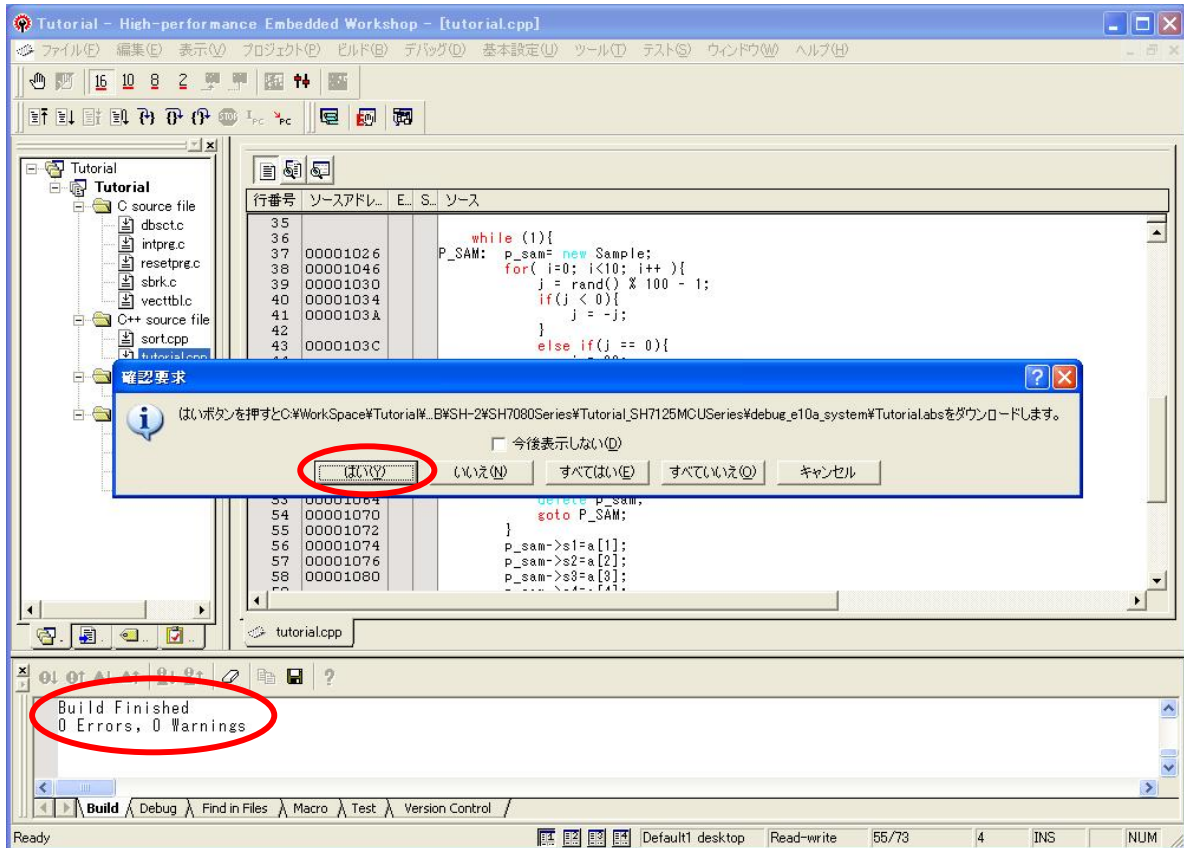 Tutorial - High-performance Embedded Workshop - [tutorial.cpp]
ファイル(F) 編集(E) 表示(V) プロジェクト(P) ビルド(B) デバッグ(D) 基本設定(U) ツール(T) テスト(S) ウィンドウ(W) ヘルプ(H)
16 10 8 2
STOP PC PC
Tutorial
Tutorial
C source file
dbsct.c
intprg.c
resetprg.c
sbrk.c
vecttbl.c
C++ source file
sort.cpp
tutorial.cpp
行番号 ソースアドレ... E... S... ソース
35
36 while (1){
37 00001026 P_SAM: p_sam= new Sample;
38 00001046 for( i=0; i<10; i++ ){
39 00001030 j = rand() % 100 - 1;
40 00001034 if(j < 0){
41 0000103A j = -j;
42 }
43 0000103C else if(j == 0){
確認要求
はいボタンを押すとC:¥WorkSpace¥Tutorial¥...B¥SH-2¥SH7080Series¥Tutorial_SH7125MCUSeries¥debug_e10a_system¥Tutorial.absをダウンロードします。
今後表示しない(D)
はい(Y) いいえ(N) すべてはい(E) すべていいえ(O) キャンセル
53 00001064 delete p_sam;
54 00001070 goto P_SAM;
55 00001072 }
56 00001074 p_sam->s1=a[1];
57 00001076 p_sam->s2=a[2];
58 00001080 p_sam->s3=a[3];
tutorial.cpp
Build Finished
0 Errors, 0 Warnings
Build Debug Find in Files Macro Test Version Control
Ready Default1 desktop Read-write 55/73 4 INS NUM